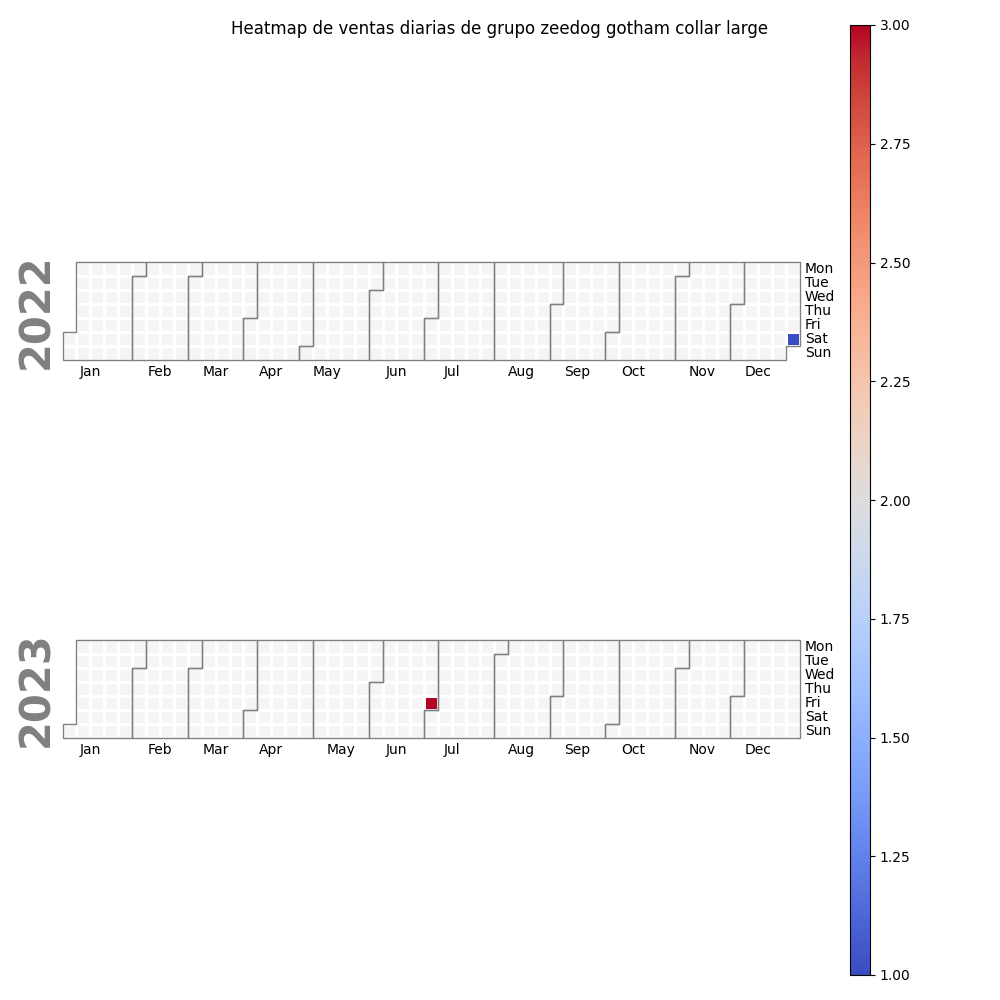 Heatmap de ventas diarias de grupo zeedog gotham collar large
2022
Mon
Tue
Wed
Thu
Fri
Sat
Sun
Jan Feb Mar Apr May Jun Jul Aug Sep Oct Nov Dec
2023
Mon
Tue
Wed
Thu
Fri
Sat
Sun
Jan Feb Mar Apr May Jun Jul Aug Sep Oct Nov Dec
3.00
2.75
2.50
2.25
2.00
1.75
1.50
1.25
1.00